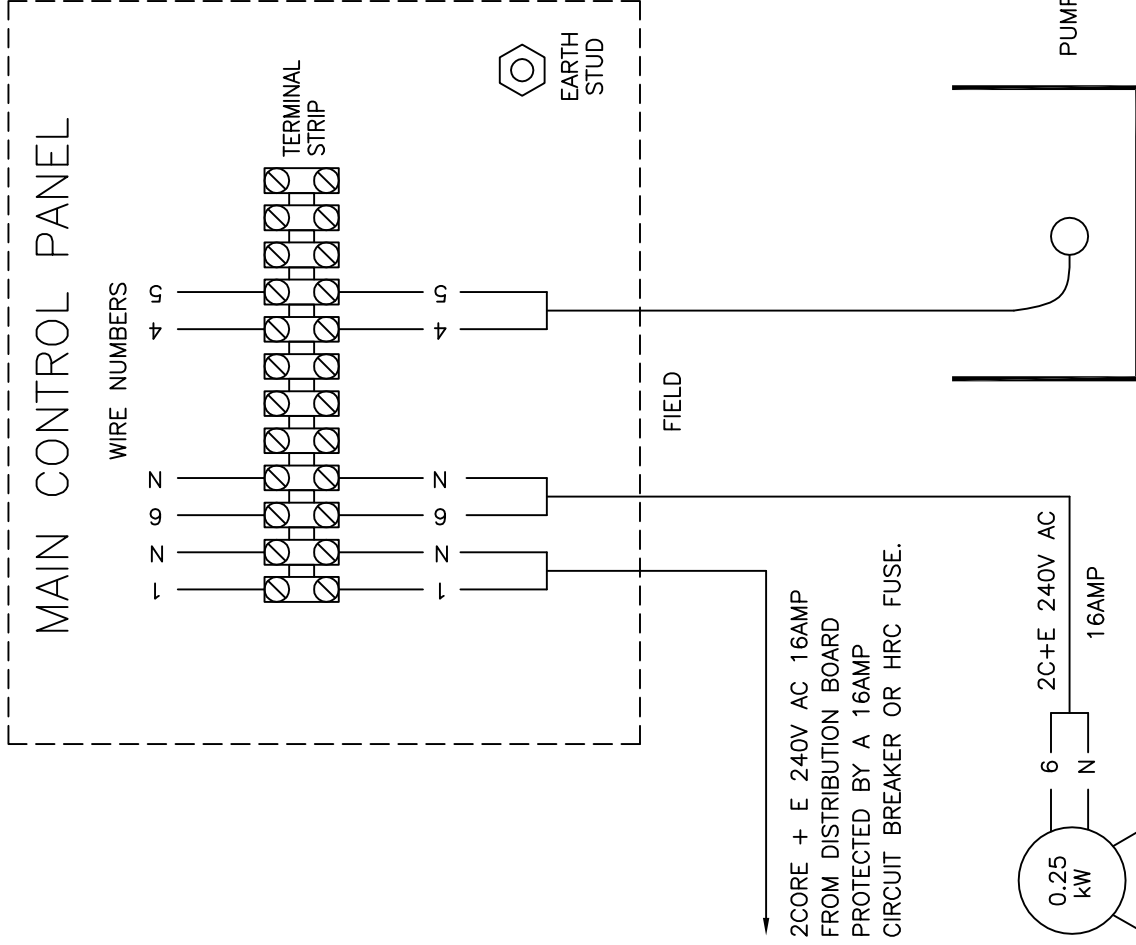 MAIN CONTROL PANEL
WIRE NUMBERS
1 N 6 N 4 5
TERMINAL
STRIP
1 N 6 N 4 5
EARTH
STUD
FIELD
2CORE + E 240V AC 16AMP
FROM DISTRIBUTION BOARD
PROTECTED BY A 16AMP
CIRCUIT BREAKER OR HRC FUSE.
2C+E 240V AC
16AMP
6
N
0.25
kW
PUMP